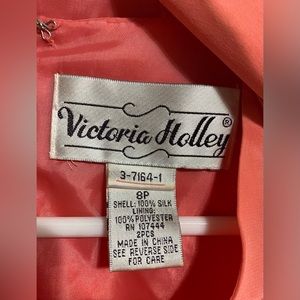 Victoria Holley®
3-7164-1
8P
SHELL: 100% SILK
LINING:
100% POLYESTER
RN 107444
2PCS
MADE IN CHINA
SEE REVERSE SIDE
FOR CARE